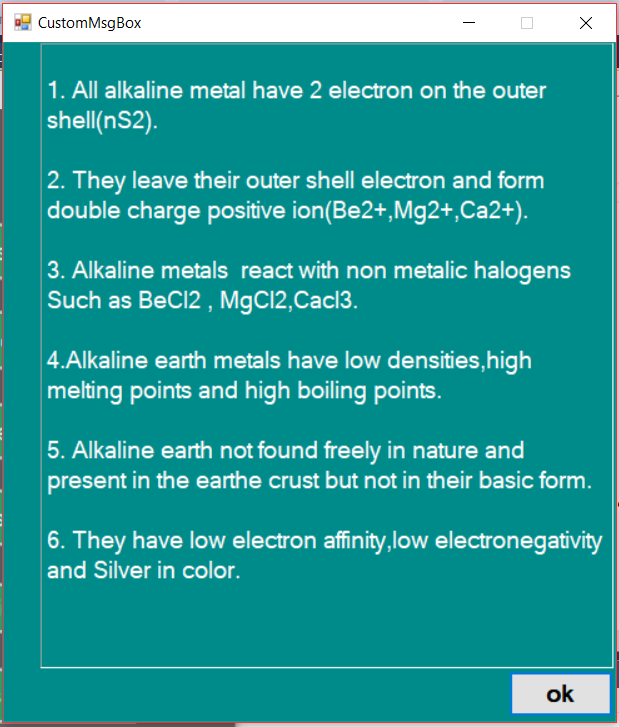 CustomMsgBox
1. All alkaline metal have 2 electron on the outer
shell(nS2).
2. They leave their outer shell electron and form
double charge positive ion(Be2+,Mg2+,Ca2+).
3. Alkaline metals  react with non metalic halogens
Such as BeCl2 , MgCl2,Cacl3.
4.Alkaline earth metals have low densities,high
melting points and high boiling points.
5. Alkaline earth not found freely in nature and
present in the earthe crust but not in their basic form.
6. They have low electron affinity,low electronegativity
and Silver in color.
ok